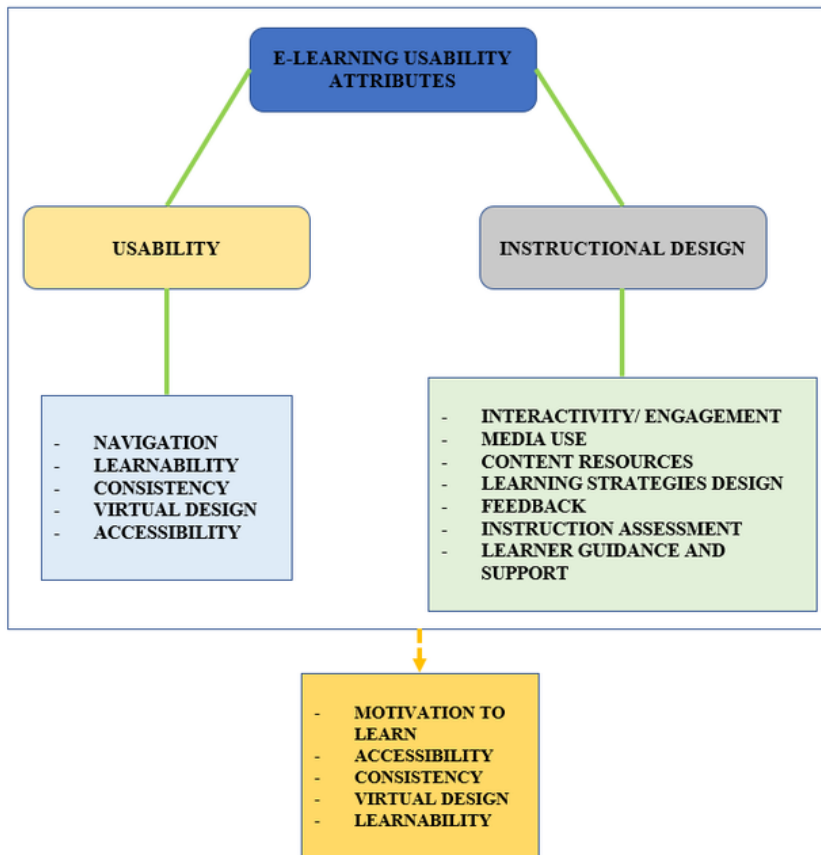 E-LEARNING USABILITY
ATTRIBUTES
USABILITY
INSTRUCTIONAL DESIGN
- NAVIGATION
- LEARNABILITY
- CONSISTENCY
- VIRTUAL DESIGN
- ACCESSIBILITY
- INTERACTIVITY/ ENGAGEMENT
- MEDIA USE
- CONTENT RESOURCES
- LEARNING STRATEGIES DESIGN
- FEEDBACK
- INSTRUCTION ASSESSMENT
- LEARNER GUIDANCE AND
SUPPORT
- MOTIVATION TO
LEARN
- ACCESSIBILITY
- CONSISTENCY
- VIRTUAL DESIGN
- LEARNABILITY